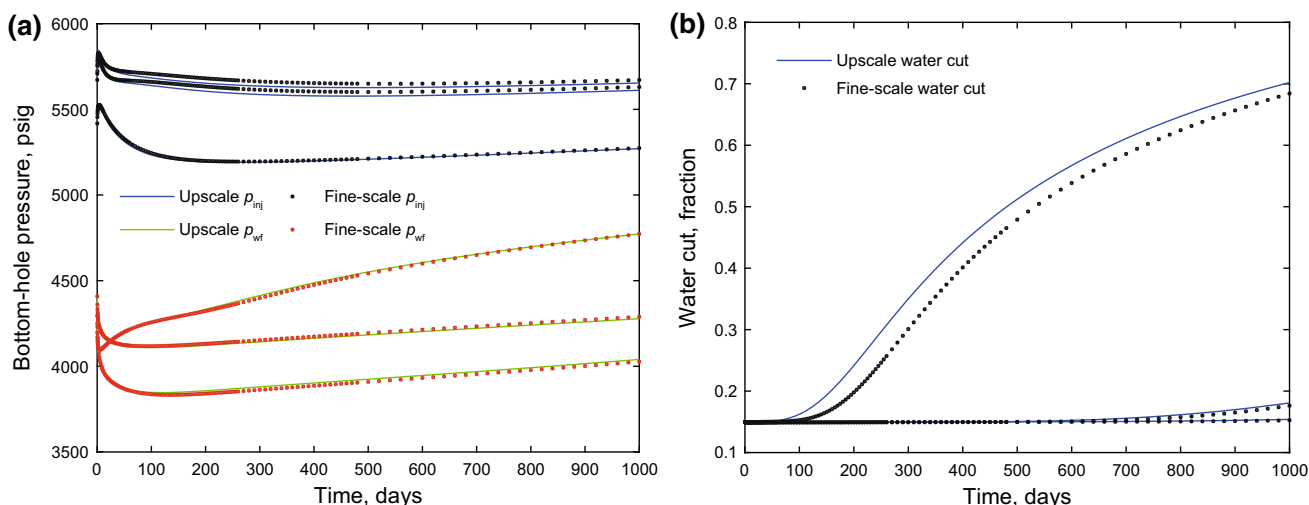 (a)
6000
5500
5000
4500
4000
3500
Bottom-hole pressure, psig
Upscale p_inj
Fine-scale p_inj
Upscale p_wf
Fine-scale p_wf
0 100 200 300 400 500 600 700 800 900 1000
Time, days
(b)
0.8
0.7
0.6
0.5
0.4
0.3
0.2
0.1
Water cut, fraction
Upscale water cut
Fine-scale water cut
0 100 200 300 400 500 600 700 800 900 1000
Time, days